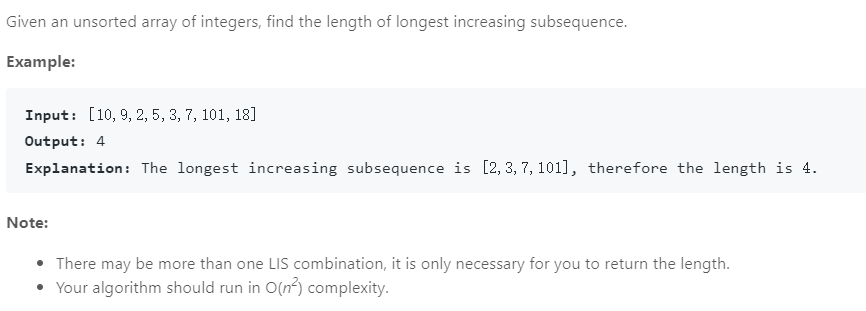 Given an unsorted array of integers, find the length of longest increasing subsequence.
Example:
Input: [10,9,2,5,3,7,101,18]
Output: 4
Explanation: The longest increasing subsequence is [2,3,7,101], therefore the length is 4.
Note:
• There may be more than one LIS combination, it is only necessary for you to return the length.
• Your algorithm should run in O(n²) complexity.